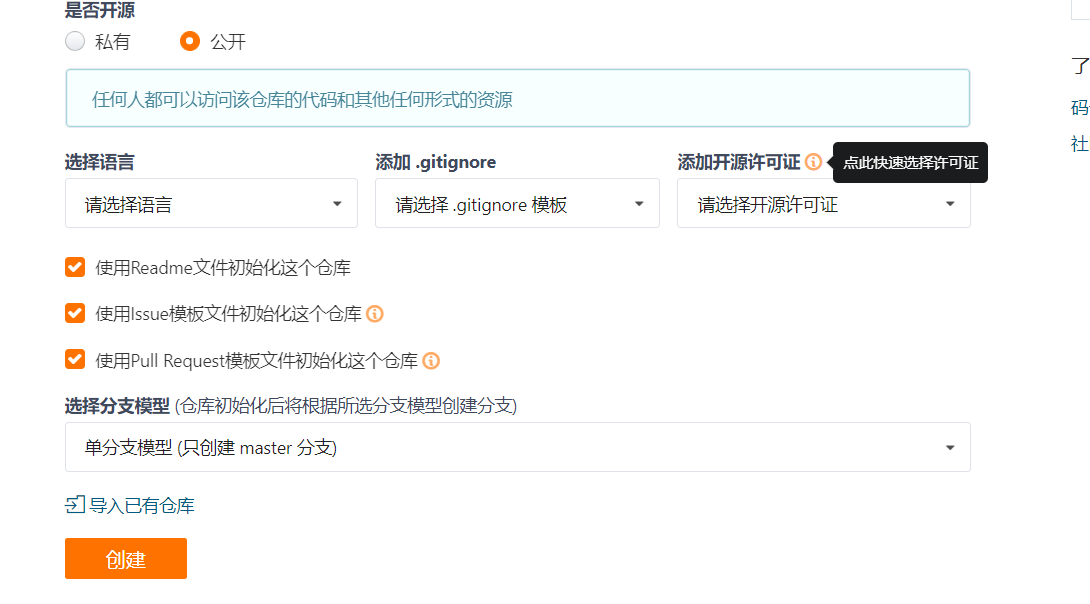 是否开源
私有 公开
了
任何人都可以访问该仓库的代码和其他任何形式的资源
码
社
选择语言 添加 .gitignore 添加开源许可证 点此快速选择许可证
请选择语言 请选择 .gitignore 模板 请选择开源许可证
使用Readme文件初始化这个仓库
使用Issue模板文件初始化这个仓库
使用Pull Request模板文件初始化这个仓库
选择分支模型 (仓库初始化后将根据所选分支模型创建分支)
单分支模型 (只创建 master 分支)
导入已有仓库
创建